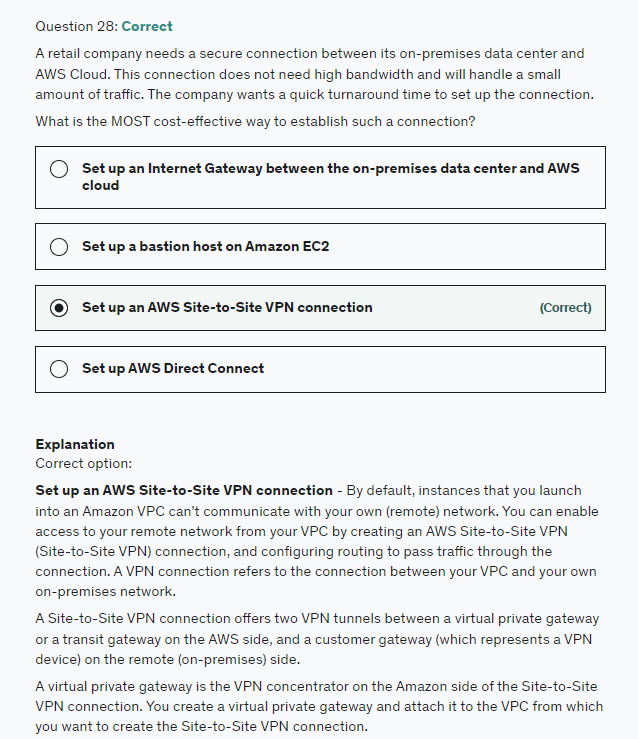 Question 28: Correct
A retail company needs a secure connection between its on-premises data center and
AWS Cloud. This connection does not need high bandwidth and will handle a small
amount of traffic. The company wants a quick turnaround time to set up the connection.
What is the MOST cost-effective way to establish such a connection?
Set up an Internet Gateway between the on-premises data center and AWS
cloud
Set up a bastion host on Amazon EC2
Set up an AWS Site-to-Site VPN connection (Correct)
Set up AWS Direct Connect
Explanation
Correct option:
Set up an AWS Site-to-Site VPN connection - By default, instances that you launch
into an Amazon VPC can't communicate with your own (remote) network. You can enable
access to your remote network from your VPC by creating an AWS Site-to-Site VPN
(Site-to-Site VPN) connection, and configuring routing to pass traffic through the
connection. A VPN connection refers to the connection between your VPC and your own
on-premises network.
A Site-to-Site VPN connection offers two VPN tunnels between a virtual private gateway
or a transit gateway on the AWS side, and a customer gateway (which represents a VPN
device) on the remote (on-premises) side.
A virtual private gateway is the VPN concentrator on the Amazon side of the Site-to-Site
VPN connection. You create a virtual private gateway and attach it to the VPC from which
you want to create the Site-to-Site VPN connection.